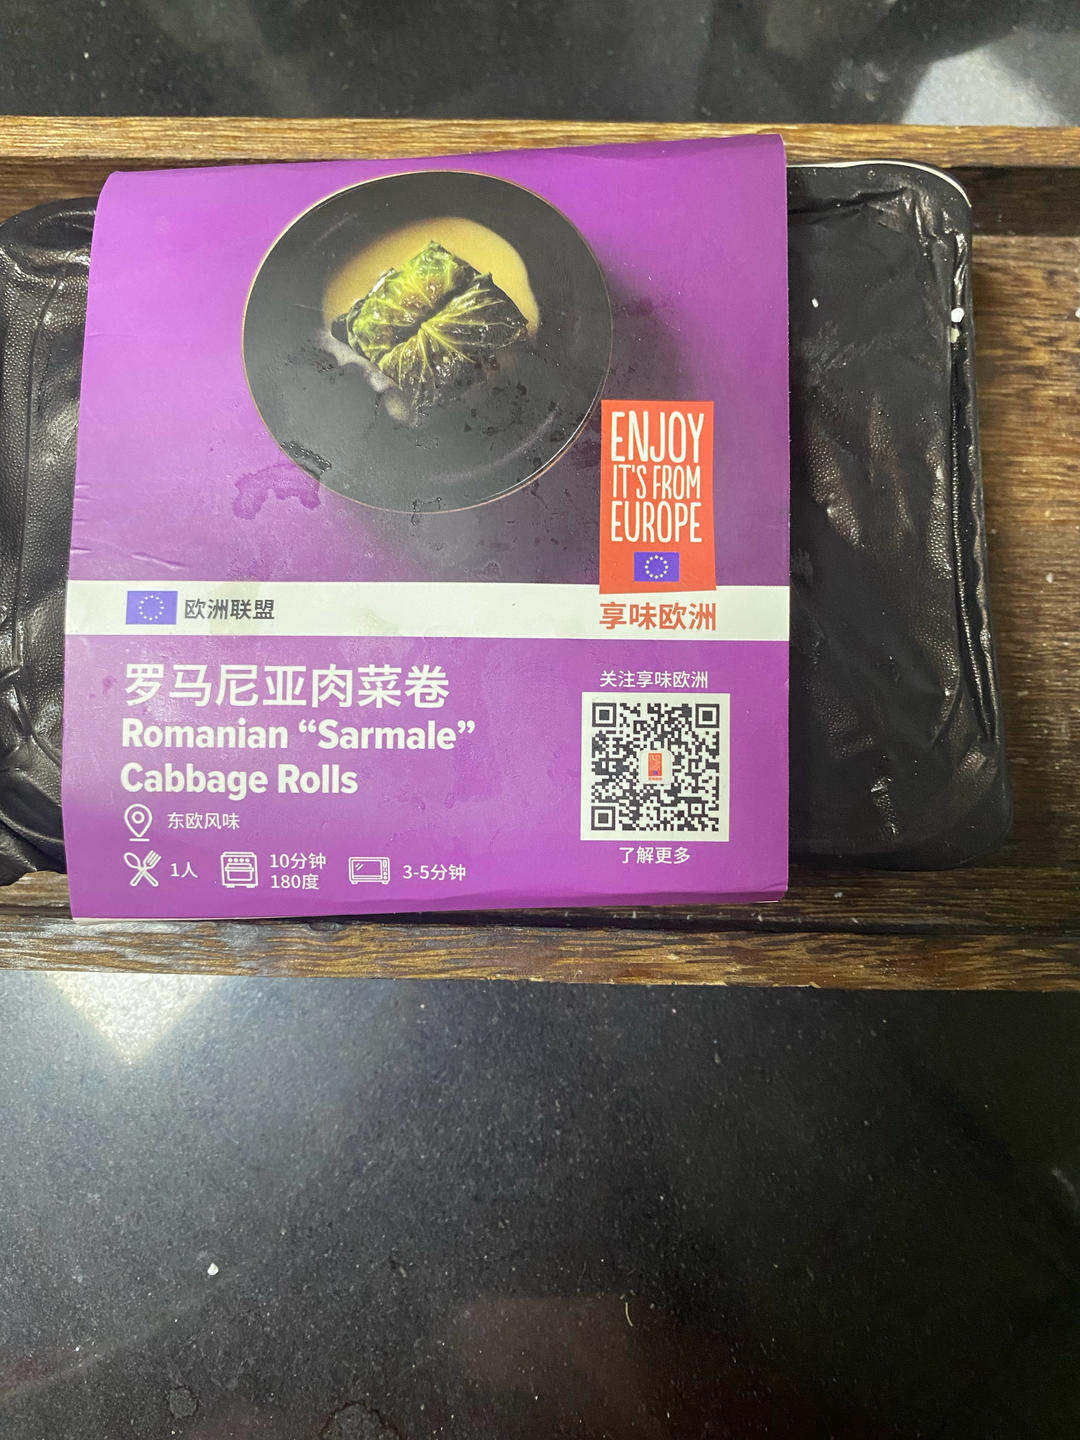 ENJOY
IT'S FROM
EUROPE
欧洲联盟
享味欧洲
罗马尼亚肉菜卷
Romanian “Sarmale”
Cabbage Rolls
东欧风味
1人
10分钟
180度
3-5分钟
关注享味欧洲
了解更多